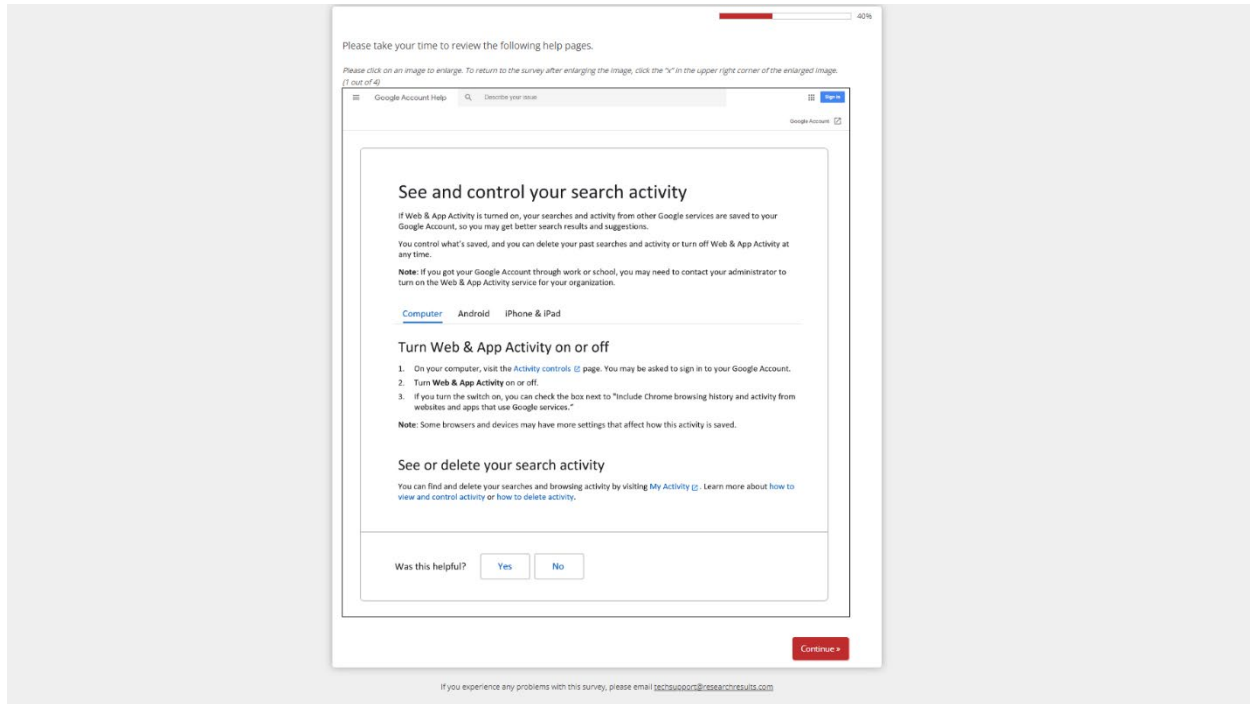 40%
Please take your time to review the following help pages.
Please click on an image to enlarge. To return to the survey after enlarging the image, click the "x" in the upper right corner of the enlarged image.
(1 out of 4)
Google Account Help
Describe your issue
Sign in
Google Account
See and control your search activity
If Web & App Activity is turned on, your searches and activity from other Google services are saved to your
Google Account, so you may get better search results and suggestions.
You control what's saved, and you can delete your past searches and activity or turn off Web & App Activity at
any time.
Note: If you got your Google Account through work or school, you may need to contact your administrator to
turn on the Web & App Activity service for your organization.
Computer Android iPhone & iPad
Turn Web & App Activity on or off
1. On your computer, visit the Activity controls page. You may be asked to sign in to your Google Account.
2. Turn Web & App Activity on or off.
3. If you turn the switch on, you can check the box next to "Include Chrome browsing history and activity from
websites and apps that use Google services."
Note: Some browsers and devices may have more settings that affect how this activity is saved.
See or delete your search activity
You can find and delete your searches and browsing activity by visiting My Activity . Learn more about how to
view and control activity or how to delete activity.
Was this helpful? Yes No
Continue »
If you experience any problems with this survey, please email techsupport@researchresults.com